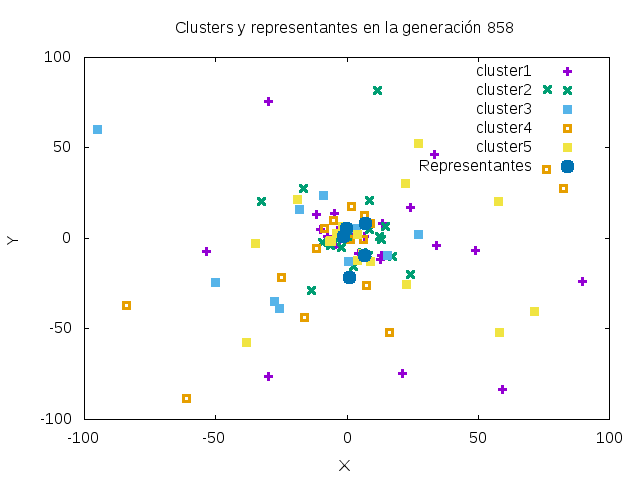 Clusters y representantes en la generación 858
100
50
0
-50
-100
-100
-50
0
50
100
Y
X
cluster1
cluster2
cluster3
cluster4
cluster5
Representantes